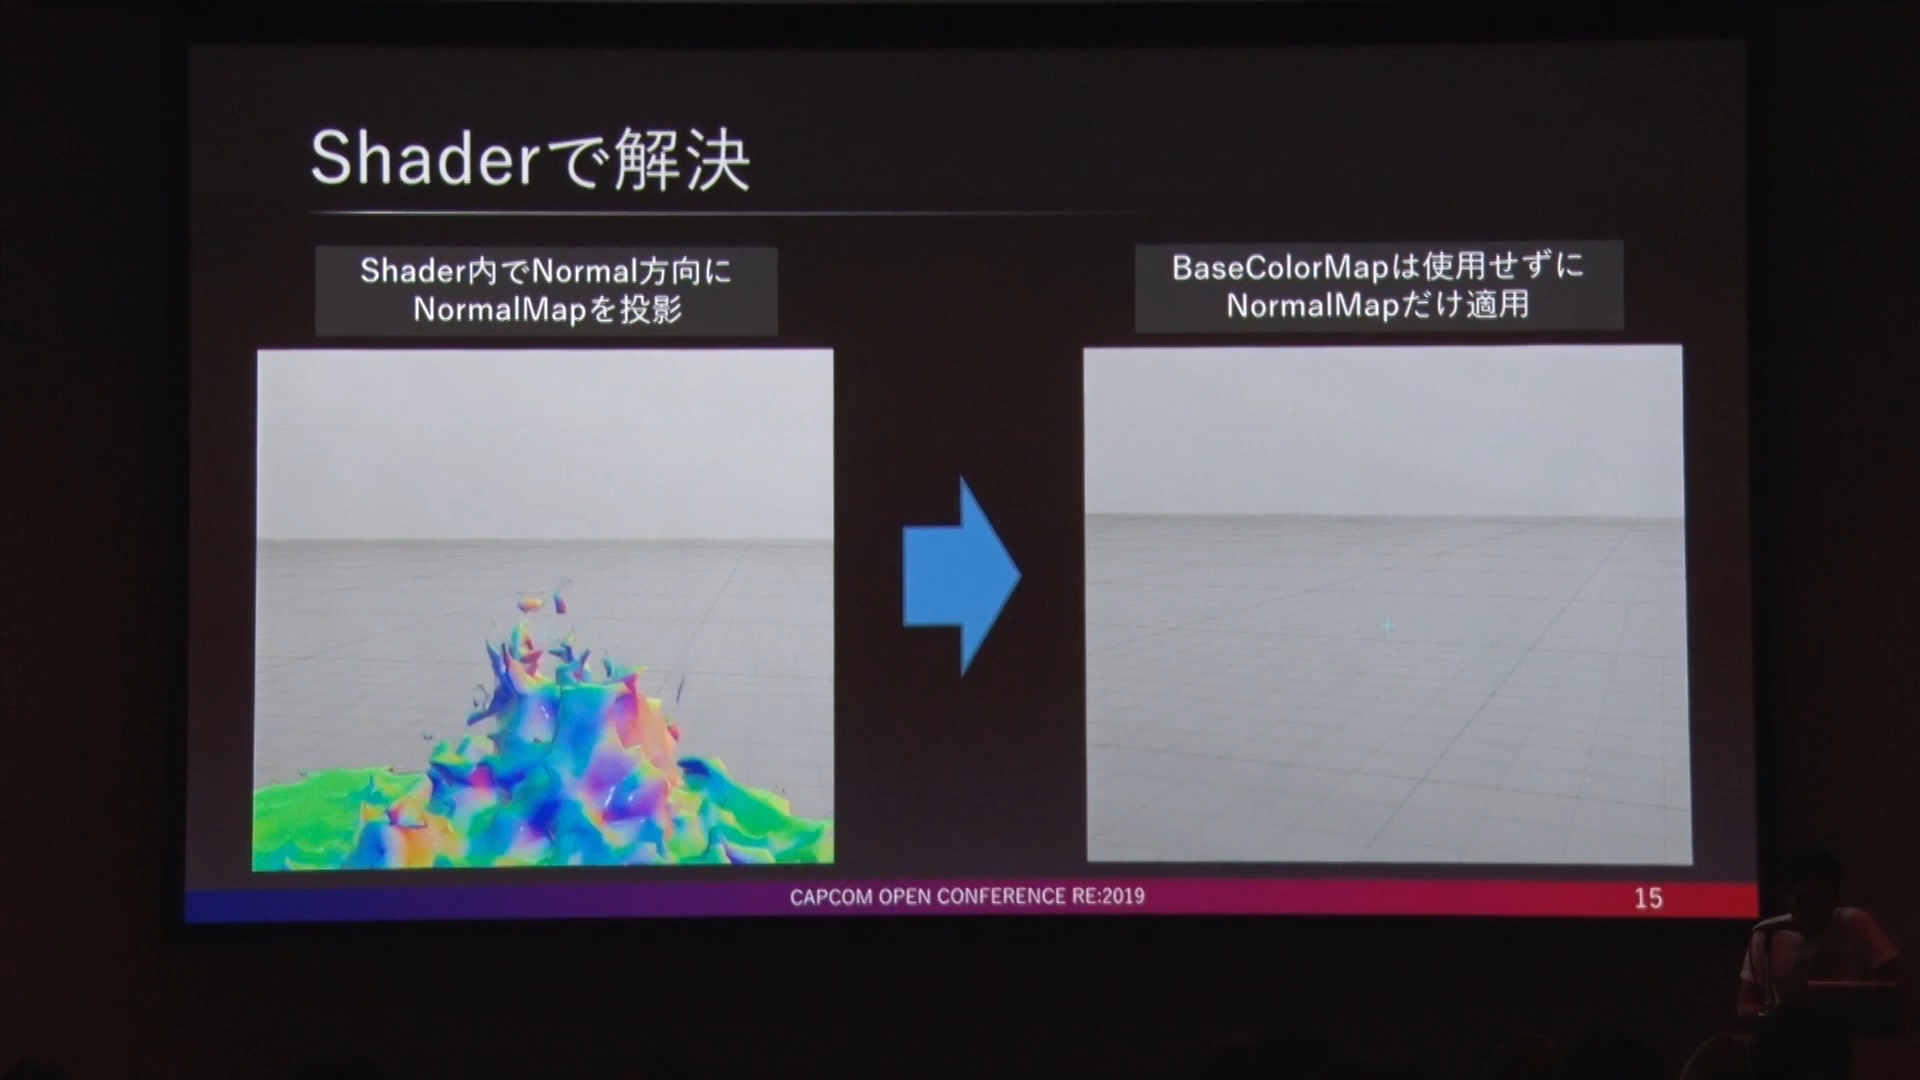 Shaderで解決
Shader内でNormal方向に
NormalMapを投影
BaseColorMapは使用せずに
NormalMapだけ適用
CAPCOM OPEN CONFERENCE RE:2019
15